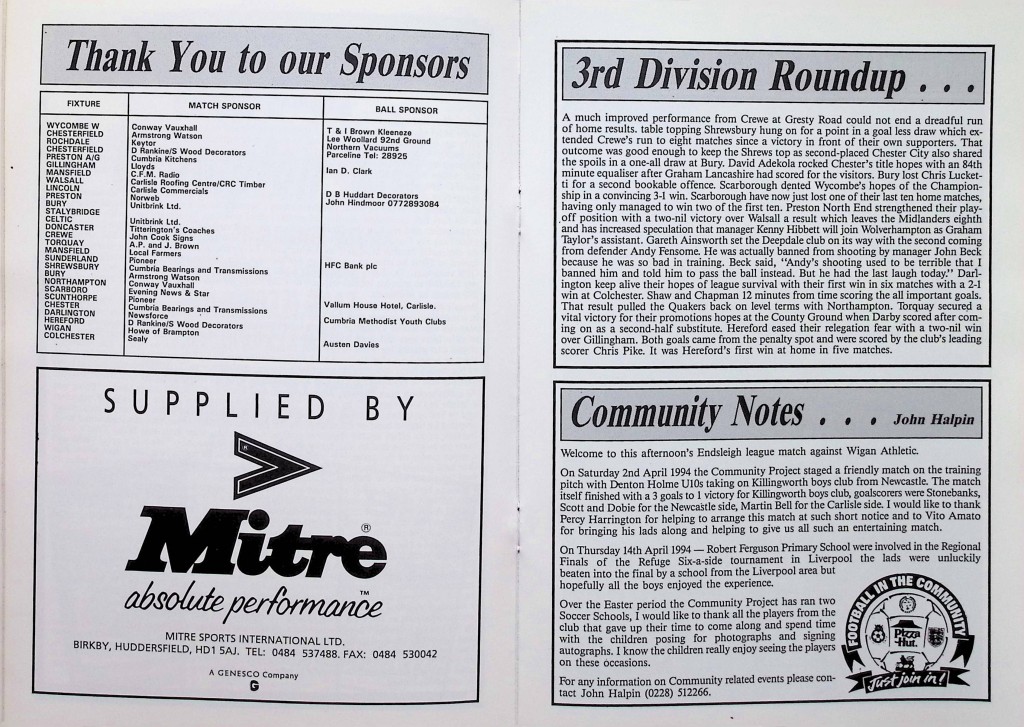 Thank You to our Sponsors
FIXTURE
MATCH SPONSOR
BALL SPONSOR
WYCOMBE W
CHESTERFIELD
ROCHDALE
CHESTERFIELD
PRESTON A/G
GILLINGHAM
MANSFIELD
WALSALL
LINCOLN
PRESTON
BURY
STALYBRIDGE
CELTIC
DONCASTER
CREWE
TORQUAY
MANSFIELD
SUNDERLAND
SHREWSBURY
BURY
NORTHAMPTON
SCARBORO
SCUNTHORPE
CHESTER
DARLINGTON
HEREFORD
WIGAN
COLCHESTER
Conway Vauxhall
Armstrong Watson
Keytor
D Rankine/S Wood Decorators
Cumbria Kitchens
Lloyds
C.F.M. Radio
Carlisle Roofing Centre/CRC Timber
Carlisle Commercials
Norweb
Unitbrink Ltd.
Unitbrink Ltd.
Titterington's Coaches
John Cook Signs
A.P. and J. Brown
Local Farmers
Pioneer
Cumbria Bearings and Transmissions
Armstrong Watson
Conway Vauxhall
Evening News & Star
Pioneer
Cumbria Bearings and Transmissions
Newsforce
D Rankine/S Wood Decorators
Howe of Brampton
Sealy
T & I Brown Kleeneze
Lee Woollard 92nd Ground
Northern Vacuums
Parceline Tel: 28925
Ian D. Clark
D B Huddart Decorators
John Hindmoor 0772893084
HFC Bank plc
Vallum House Hotel, Carlisle.
Cumbria Methodist Youth Clubs
Austen Davies
SUPPLIED BY
Mitre®
absolute performance™
MITRE SPORTS INTERNATIONAL LTD.
BIRKBY, HUDDERSFIELD, HD1 5AJ. TEL: 0484 537488. FAX: 0484 530042
A GENESCO Company
G
3rd Division Roundup . . .
A much improved performance from Crewe at Gresty Road could not end a dreadful run
of home results. table topping Shrewsbury hung on for a point in a goal less draw which ex-
tended Crewe's run to eight matches since a victory in front of their own supporters. That
outcome was good enough to keep the Shrews top as second-placed Chester City also shared
the spoils in a one-all draw at Bury. David Adekola rocked Chester's title hopes with an 84th
minute equaliser after Graham Lancashire had scored for the visitors. Bury lost Chris Lucket-
ti for a second bookable offence. Scarborough dented Wycombe's hopes of the Champion-
ship in a convincing 3-1 win. Scarborough have now just lost one of their last ten home matches,
having only managed to win two of the first ten. Preston North End strengthened their play-
off position with a two-nil victory over Walsall a result which leaves the Midlanders eighth
and has increased speculation that manager Kenny Hibbett will join Wolverhampton as Graham
Taylor's assistant. Gareth Ainsworth set the Deepdale club on its way with the second coming
from defender Andy Fensome. He was actually banned from shooting by manager John Beck
because he was so bad in training. Beck said, "Andy's shooting used to be terrible that I
banned him and told him to pass the ball instead. But he had the last laugh today." Darl-
ington keep alive their hopes of league survival with their first win in six matches with a 2-1
win at Colchester. Shaw and Chapman 12 minutes from time scoring the all important goals.
That result pulled the Quakers back on level terms with Northampton. Torquay secured a
vital victory for their promotions hopes at the County Ground when Darby scored after com-
ing on as a second-half substitute. Hereford eased their relegation fear with a two-nil win
over Gillingham. Both goals came from the penalty spot and were scored by the club's leading
scorer Chris Pike. It was Hereford's first win at home in five matches.
Community Notes . . . John Halpin
Welcome to this afternoon's Endsleigh league match against Wigan Athletic.
On Saturday 2nd April 1994 the Community Project staged a friendly match on the training
pitch with Denton Holme U10s taking on Killingworth boys club from Newcastle. The match
itself finished with a 3 goals to 1 victory for Killingworth boys club, goalscorers were Stonebanks,
Scott and Dobie for the Newcastle side, Martin Bell for the Carlisle side. I would like to thank
Percy Harrington for helping to arrange this match at such short notice and to Vito Amato
for bringing his lads along and helping to give us all such an entertaining match.
On Thursday 14th April 1994 — Robert Ferguson Primary School were involved in the Regional
Finals of the Refuge Six-a-side tournament in Liverpool the lads were unluckily
beaten into the final by a school from the Liverpool area but
hopefully all the boys enjoyed the experience.
Over the Easter period the Community Project has ran two
Soccer Schools, I would like to thank all the players from the
club that gave up their time to come along and spend time
with the children posing for photographs and signing
autographs. I know the children really enjoy seeing the players
on these occasions.
For any information on Community related events please con-
tact John Halpin (0228) 512266.
FOOTBALL IN THE COMMUNITY
Pizza
Hut.
Just join in!